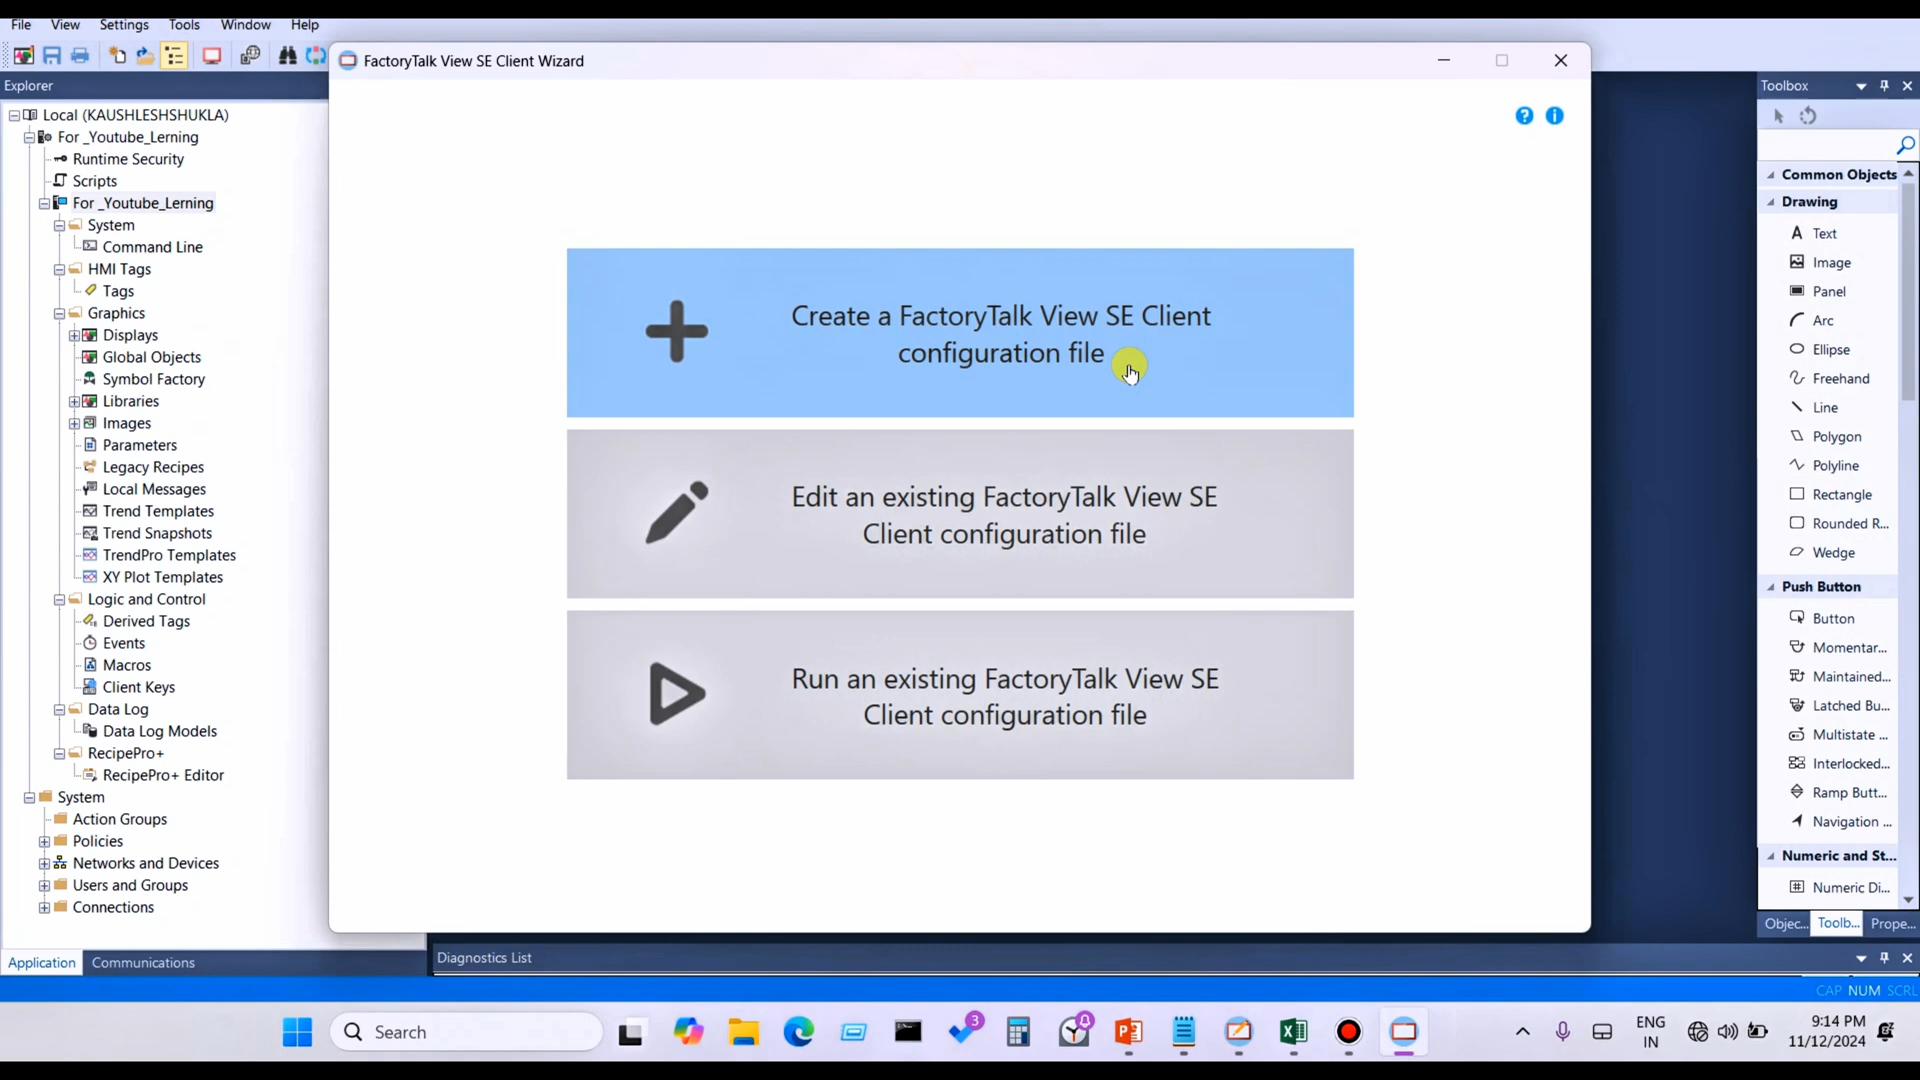 File View Settings Tools Window Help
FactoryTalk View SE Client Wizard
Explorer
Local (KAUSHLESHSHUKLA)
For _Youtube_Lerning
Runtime Security
Scripts
For _Youtube_Lerning
System
Command Line
HMI Tags
Tags
Graphics
Displays
Global Objects
Symbol Factory
Libraries
Images
Parameters
Legacy Recipes
Local Messages
Trend Templates
Trend Snapshots
TrendPro Templates
XY Plot Templates
Logic and Control
Derived Tags
Events
Macros
Client Keys
Data Log
Data Log Models
RecipePro+
RecipePro+ Editor
System
Action Groups
Policies
Networks and Devices
Users and Groups
Connections
Application Communications
Create a FactoryTalk View SE Client
configuration file
Edit an existing FactoryTalk View SE
Client configuration file
Run an existing FactoryTalk View SE
Client configuration file
Diagnostics List
Toolbox
Common Objects
Drawing
Text
Image
Panel
Arc
Ellipse
Freehand
Line
Polygon
Polyline
Rectangle
Rounded R...
Wedge
Push Button
Button
Momentar...
Maintained...
Latched Bu...
Multistate ...
Interlocked...
Ramp Butt...
Navigation ...
Numeric and St...
Numeric Di...
Objec... Toolb... Prope...
CAP NUM SCRL
Search
3
ENG
IN
9:14 PM
11/12/2024